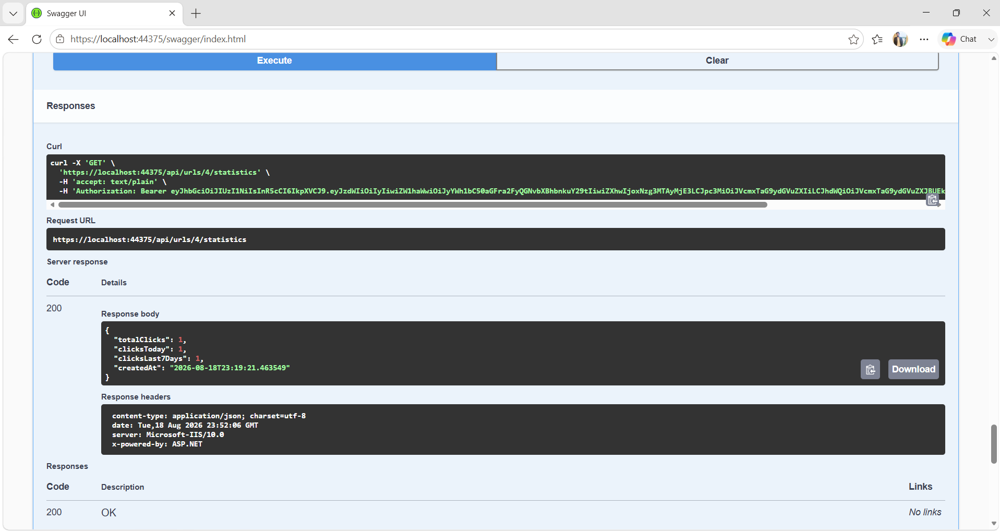 Swagger UI
https://localhost:44375/swagger/index.html
Chat
Execute
Clear
Responses
Curl
curl -X 'GET' \
'https://localhost:44375/api/urls/4/statistics' \
-H 'accept: text/plain' \
-H 'Authorization: Bearer eyJhbGciOiJIUzI1NiIsInR5cCI6IkpXVCJ9.eyJzdWIiOiIyIiwiZW1haWwiOiJyYWh1bC50aGFra2FyQGNvbXBhbnkuY29tIiwiZXhwIjoxNzg3MTAyMjE3LCJpc3MiOiJVcmxTaG9ydGVuZXIiLCJhdWQiOiJVcmxTaG9ydGVuZXJBUEk
Request URL
https://localhost:44375/api/urls/4/statistics
Server response
Code
Details
200
Response body
{
"totalClicks": 1,
"clicksToday": 1,
"clicksLast7Days": 1,
"createdAt": "2026-08-18T23:19:21.463549"
}
Download
Response headers
content-type: application/json; charset=utf-8
date: Tue,18 Aug 2026 23:52:06 GMT
server: Microsoft-IIS/10.0
x-powered-by: ASP.NET
Responses
Code
Description
Links
200
OK
No links